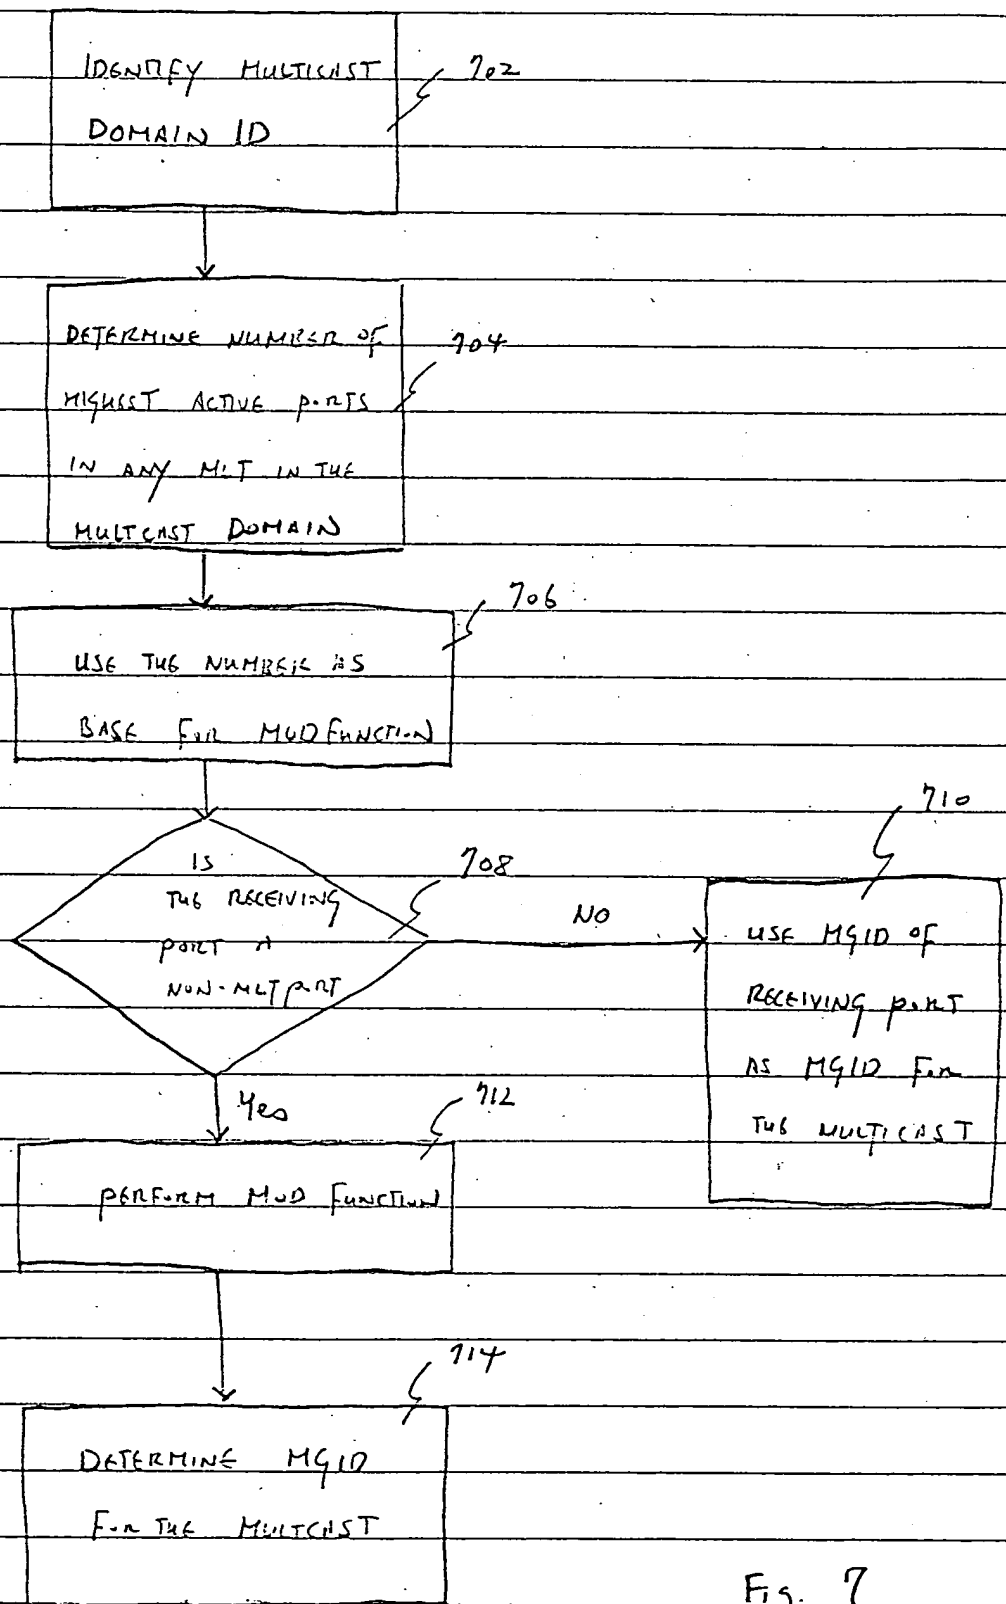 IDENTIFY MULTICAST
702
DOMAIN ID
DETERMINE NUMBER OF
704
HIGHEST ACTIVE PORTS
IN ANY MLT IN THE
MULTCAST DOMAIN
706
USE THE NUMBER AS
BASE FOR MOD FUNCTION
IS
THE RECEIVING
PORT A
NON-MLT PORT
708
NO
710
USE MGID OF
RECEIVING PORT
AS MGID FOR
THE MULTICAST
Yes
712
PERFORM MOD FUNCTION
714
DETERMINE MGID
FOR THE MULTCAST
Fig. 7